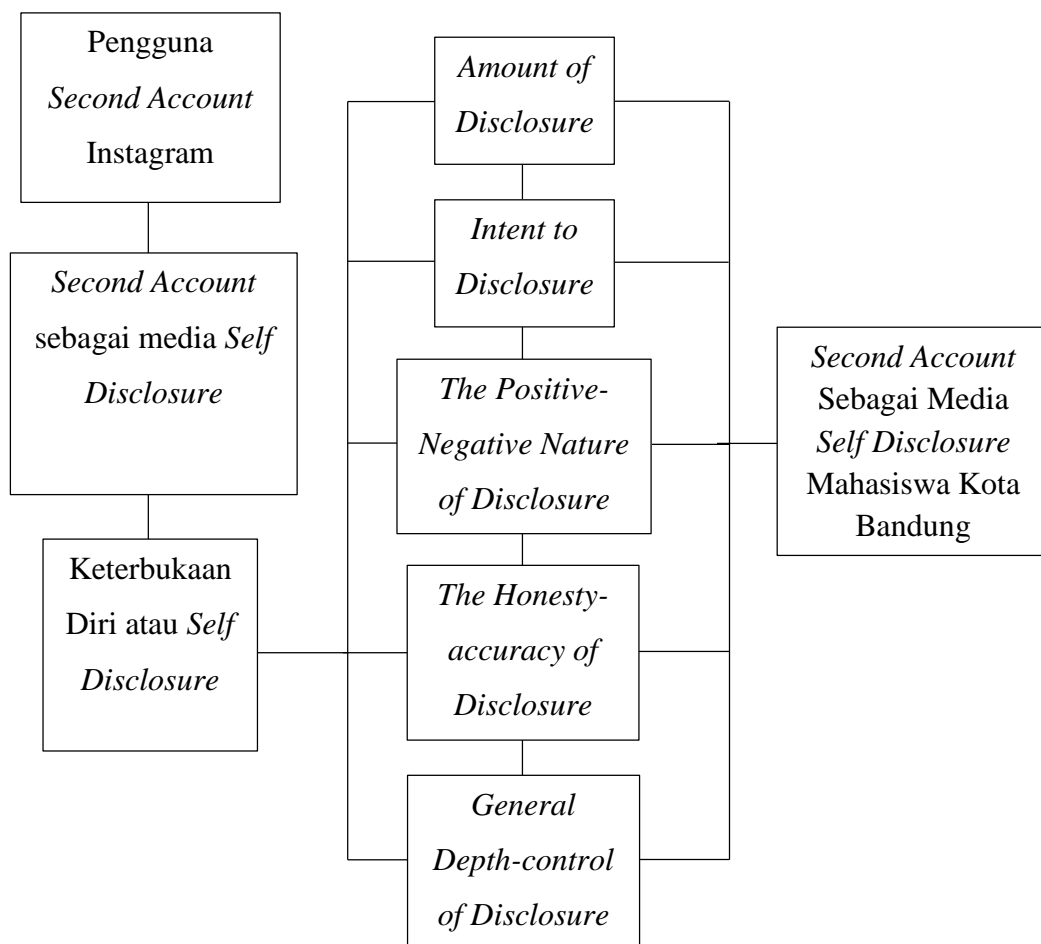 Pengguna
Second Account
Instagram
Second Account
sebagai media Self
Disclosure
Keterbukaan
Diri atau Self
Disclosure
Amount of
Disclosure
Intent to
Disclosure
The Positive-
Negative Nature
of Disclosure
The Honesty-
accuracy of
Disclosure
General
Depth-control
of Disclosure
Second Account
Sebagai Media
Self Disclosure
Mahasiswa Kota
Bandung